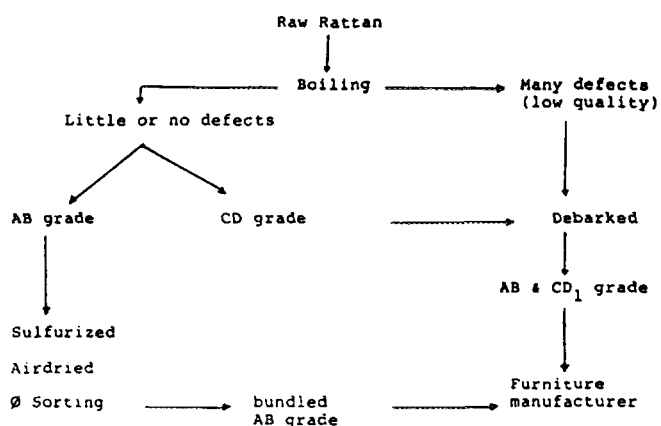 Raw Rattan
Boiling
Many defects
(low quality)
Little or no defects
AB grade
CD grade
Debarked
AB & CD1 grade
Sulfurized
Airdried
Ø Sorting
bundled
AB grade
Furniture
manufacturer